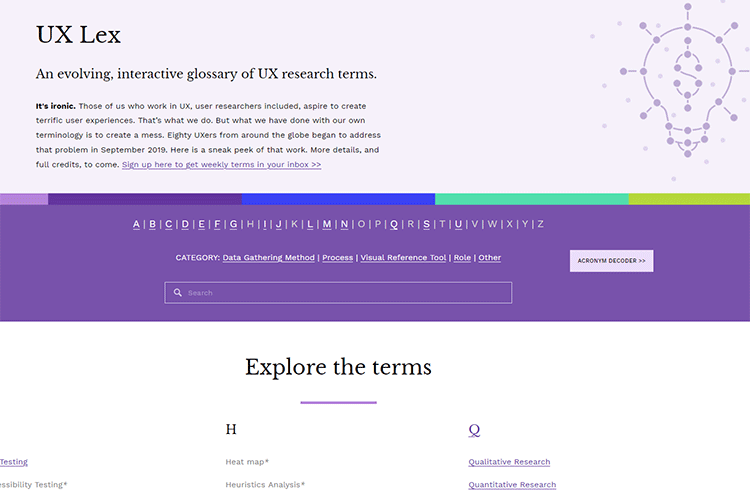 UX Lex
An evolving, interactive glossary of UX research terms.
It's ironic. Those of us who work in UX, user researchers included, aspire to create
terrific user experiences. That's what we do. But what we have done with our own
terminology is to create a mess. Eighty UXers from around the globe began to address
that problem in September 2019. Here is a sneak peek of that work. More details, and
full credits, to come. Sign up here to get weekly terms in your inbox >>
A | B | C | D | E | F | G | H | I | J | K | L | M | N | O | P | Q | R | S | T | U | V | W | X | Y | Z
CATEGORY: Data Gathering Method | Process | Visual Reference Tool | Role | Other
ACRONYM DECODER >>
Search
Explore the terms
Testing
essibility Testing*
H
Heat map*
Heuristics Analysis*
Q
Qualitative Research
Quantitative Research